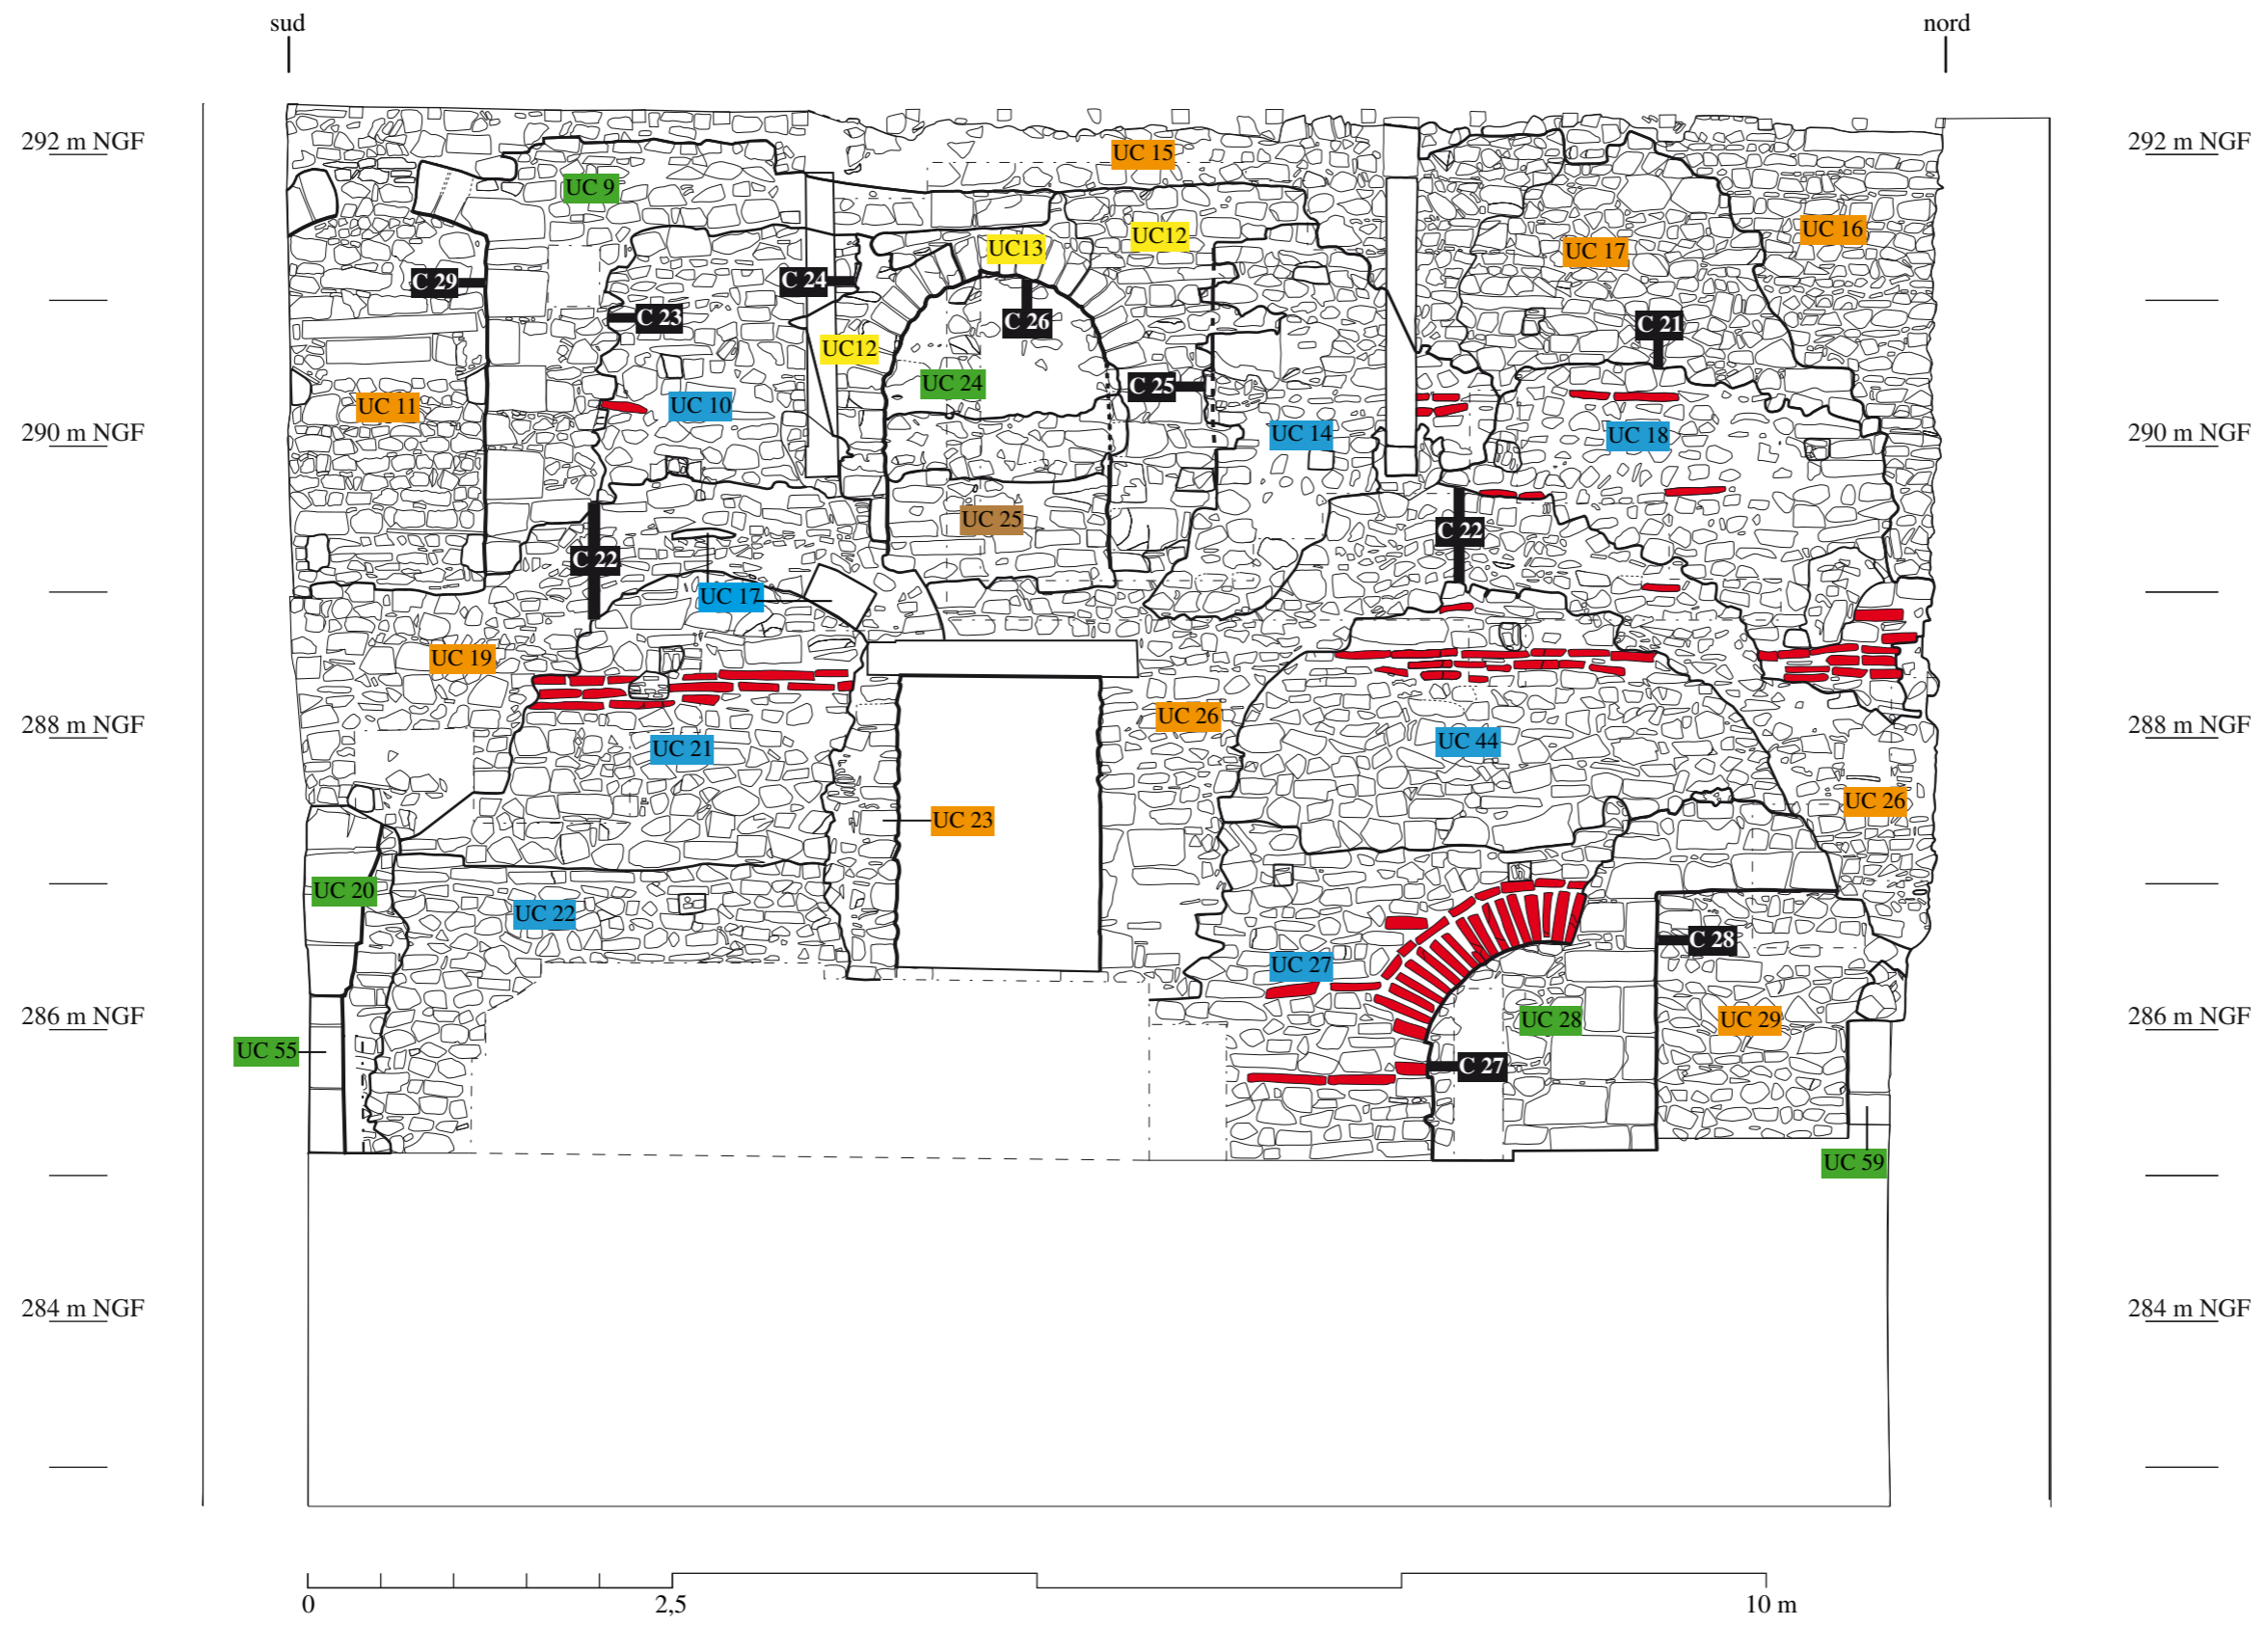 sud
nord
292 m NGF
292 m NGF
UC 15
UC 9
UC 16
UC12
UC13
UC 17
C 29
C 24
C 23
C 26
C 21
UC12
UC 24
C 25
UC 11
UC 10
290 m NGF
UC 14
UC 18
290 m NGF
UC 25
C 22
C 22
UC 17
UC 19
288 m NGF
UC 26
288 m NGF
UC 21
UC 44
UC 26
UC 23
UC 20
UC 22
C 28
UC 27
286 m NGF
UC 28
UC 29
286 m NGF
UC 55
C 27
UC 59
284 m NGF
284 m NGF
0
2,5
10 m